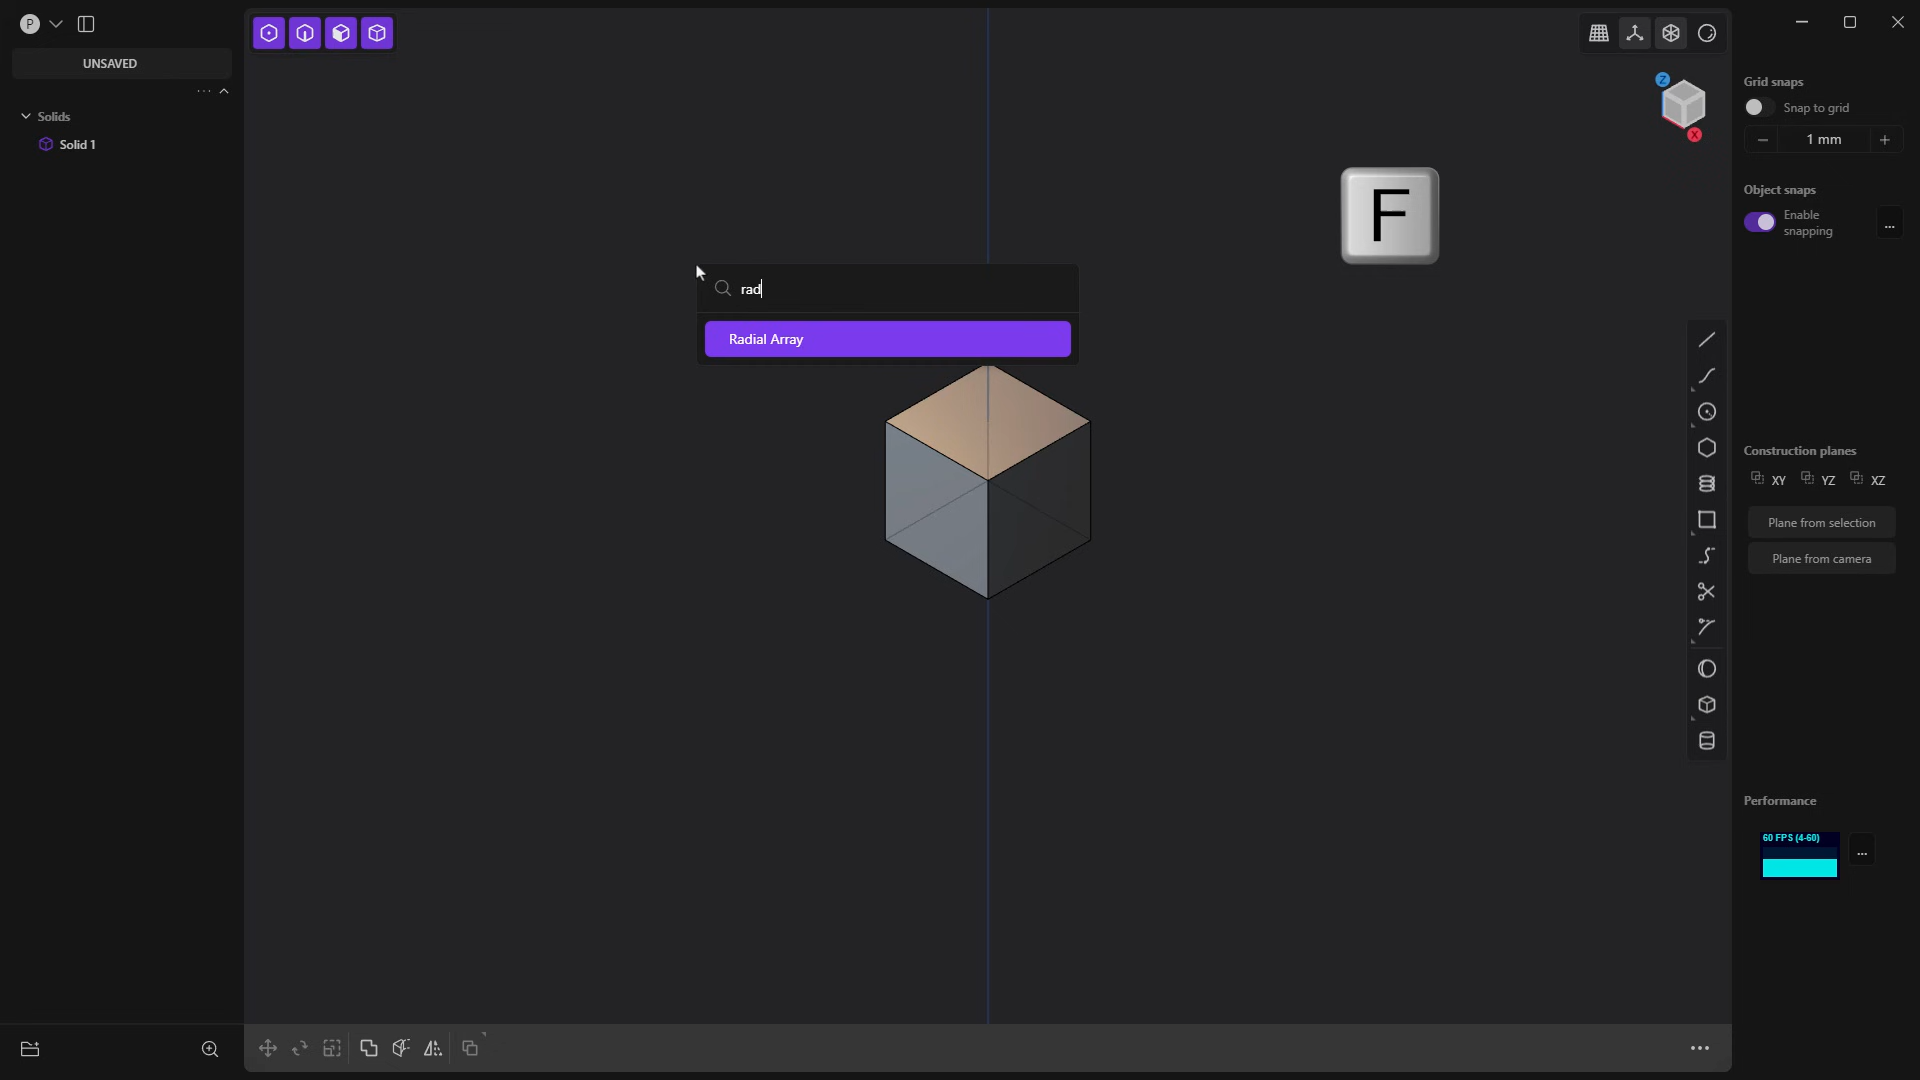 P
UNSAVED
...
Solids
Solid 1
Z
X
F
rad
Radial Array
Grid snaps
Snap to grid
1 mm
Object snaps
Enable
snapping
...
Construction planes
XY YZ XZ
Plane from selection
Plane from camera
Performance
60 FPS (4-60)
...